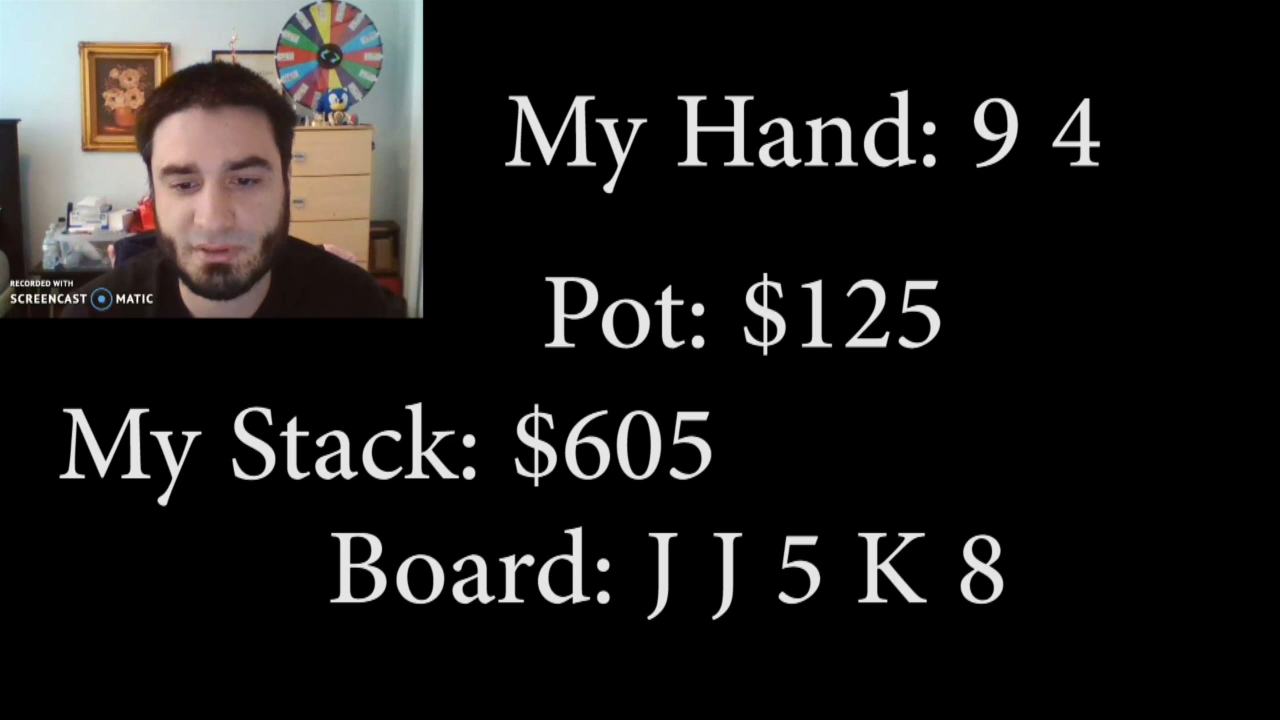 RECORDED WITH
SCREENCAST MATIC
My Hand: 9 4
Pot: $125
My Stack: $605
Board: J J 5 K 8